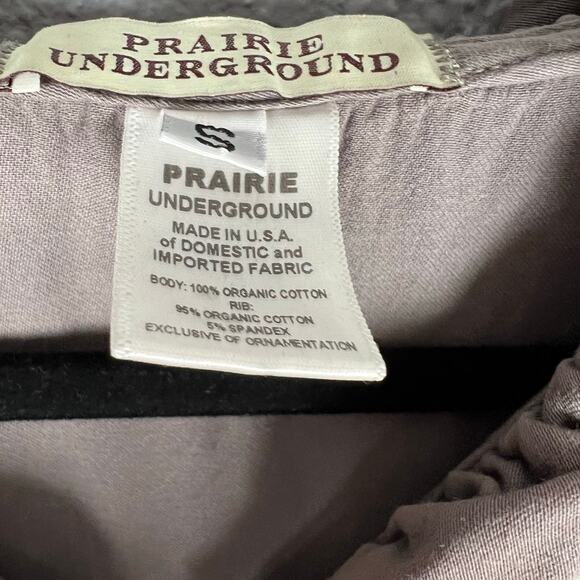 PRAIRIE
UNDERGROUND
S
PRAIRIE
UNDERGROUND
MADE IN U.S.A.
of DOMESTIC and
IMPORTED FABRIC
BODY: 100% ORGANIC COTTON
RIB:
95% ORGANIC COTTON
5% SPANDEX
EXCLUSIVE OF ORNAMENTATION